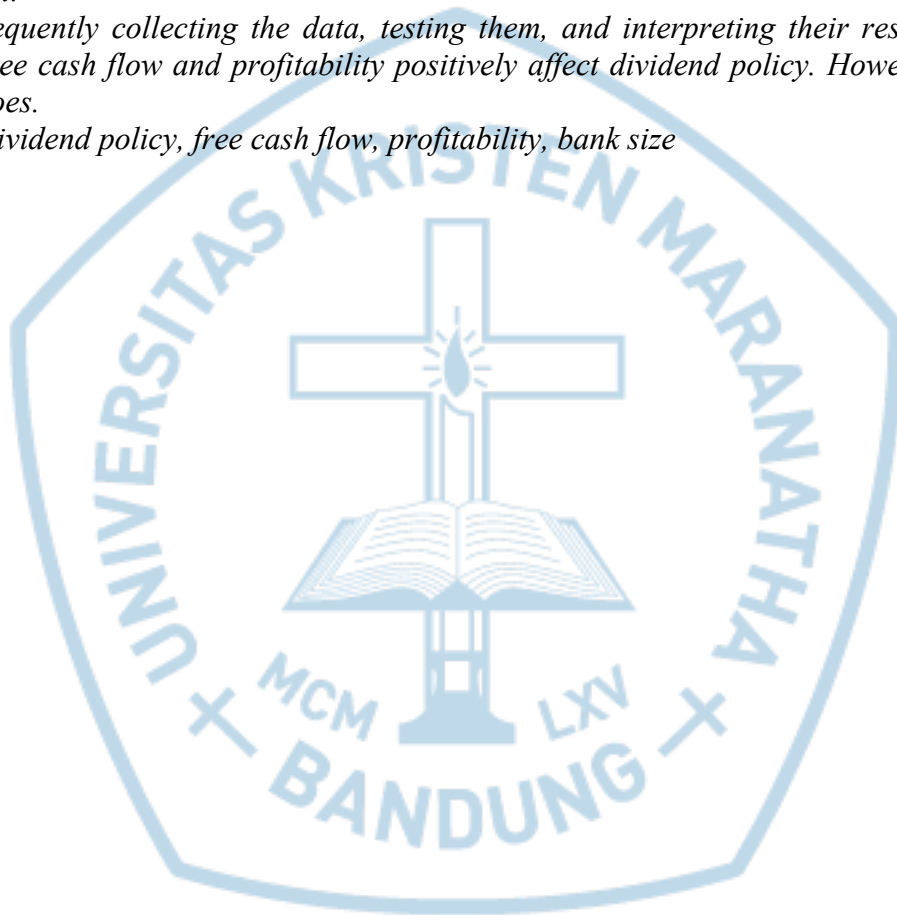 equently collecting the data, testing them, and interpreting their res
ee cash flow and profitability positively affect dividend policy. Howe
oes.
ividend policy, free cash flow, profitability, bank size
UNIVERSITAS KRISTEN MARANATHA
MCM LXV
BANDUNG